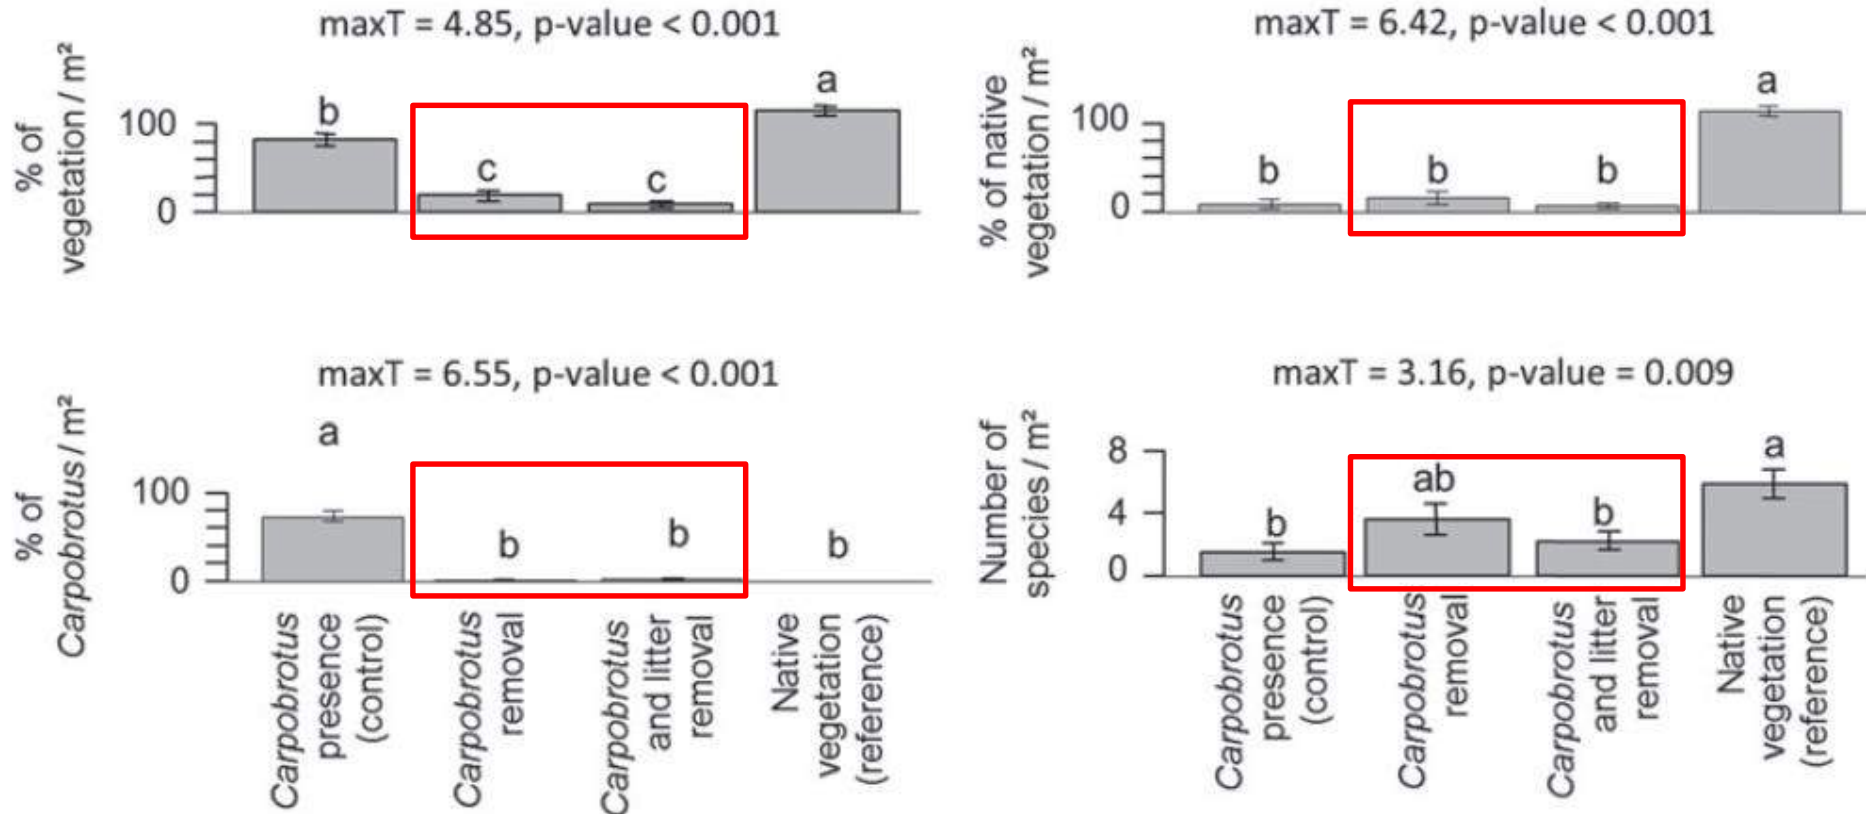 maxT = 4.85, p-value < 0.001
% of
vegetation / m²
100
0
b
c
c
a
maxT = 6.42, p-value < 0.001
% of native
vegetation / m²
100
0
b
b
b
a
maxT = 6.55, p-value < 0.001
% of
Carpobrotus / m²
100
0
a
b
b
b
Carpobrotus
presence
(control)
Carpobrotus
removal
Carpobrotus
and litter
removal
Native
vegetation
(reference)
maxT = 3.16, p-value = 0.009
Number of
species / m²
8
4
0
b
ab
b
a
Carpobrotus
presence
(control)
Carpobrotus
removal
Carpobrotus
and litter
removal
Native
vegetation
(reference)